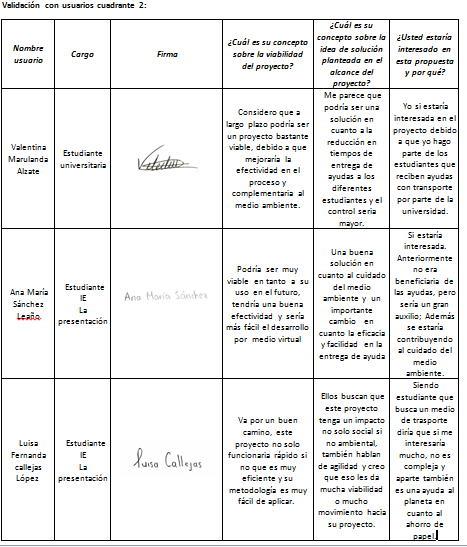 Validación con usuarios cuadrante 2:
Nombre
usuario
Cargo
Firma
¿Cuál es su concepto
sobre la viabilidad
del proyecto?
¿Cuál es su
concepto sobre la
idea de solución
planteada en el
alcance del
proyecto?
¿Usted estaría
interesado en
esta propuesta
y por qué?
Valentina
Marulanda
Alzate
Estudiante
universitaria
Considero que a
largo plazo podría ser
un proyecto bastante
viable, debido a que
mejoraría la
efectividad en el
proceso y
complementaria al
medio ambiente.
Me parece que
podría ser una
solución en
cuanto a la
reducción en
tiempos de
entrega de
ayudas a los
diferentes
estudiantes y el
control sería
mayor.
Yo si estaría
interesada en el
proyecto debido
a que yo hago
parte de los
estudiantes que
reciben ayudas
con transporte
por parte de la
universidad.
Ana María
Sánchez
Leaño.
Estudiante
IE
La
presentación
Ana María Sánchez
Podría ser muy
viable en tanto a su
uso en el futuro,
tendría una buena
efectividad y sería
más fácil el desarrollo
por medio virtual
Una buena
solución en
cuanto al cuidado
del medio
ambiente y un
importante
cambio en
cuanto la eficacia
y facilidad en la
entrega de ayuda
Si estaría
interesada.
Anteriormente
no era
beneficiaria de
las ayudas, pero
sería un gran
auxilio; Además
se estaría
contribuyendo
al cuidado del
medio
ambiente.
Luisa
Fernanda
callejas
López
Estudiante
IE
La
presentación
Luisa Callejas
Va por un buen
camino, este
proyecto no solo
funcionaria rápido si
no que es muy
eficiente y su
metodología es muy
fácil de aplicar.
Ellos buscan que
este proyecto
tenga un impacto
no solo social si
no ambiental,
también hablan
de agilidad y creo
que eso les da
mucha viabilidad
o mucho
movimiento hacia
su proyecto.
Siendo
estudiante que
busca un medio
de trasporte
diría que si me
interesaría
mucho, no es
compleja y
aparte también
es una ayuda al
planeta en
cuanto al
ahorro de
papel.